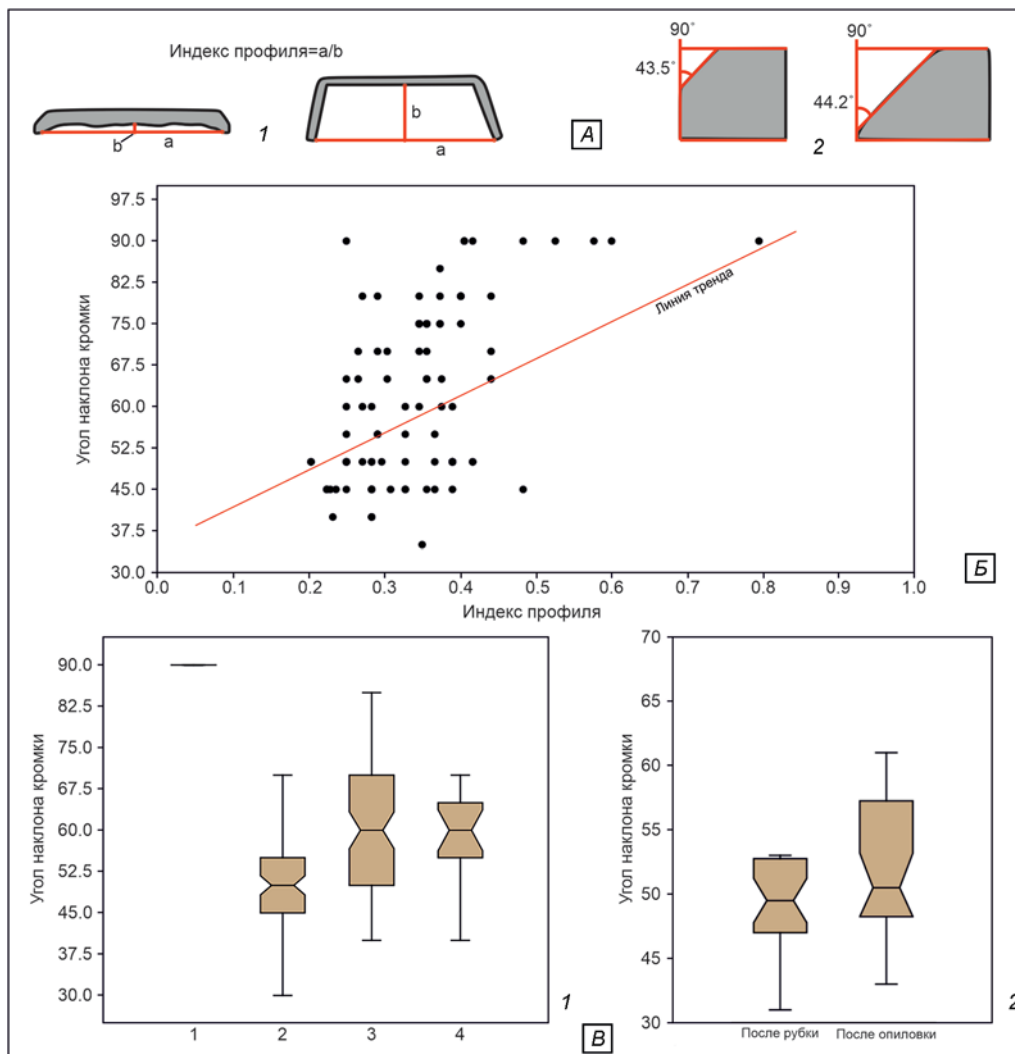 Индекс профиля=a/b
b
a
1
b
a
А
90˚
43.5˚
90˚
44.2˚
2
97.5
90.0
82.5
75.0
67.5
60.0
52.5
45.0
37.5
30.0
Угол наклона кромки
Линия тренда
0.0 0.1 0.2 0.3 0.4 0.5 0.6 0.7 0.8 0.9 1.0
Индекс профиля
Б
90.0
82.5
75.0
67.5
60.0
52.5
45.0
37.5
30.0
Угол наклона кромки
1 2 3 4
1
В
70
65
60
55
50
45
30
Угол наклона кромки
После рубки После опиловки
2